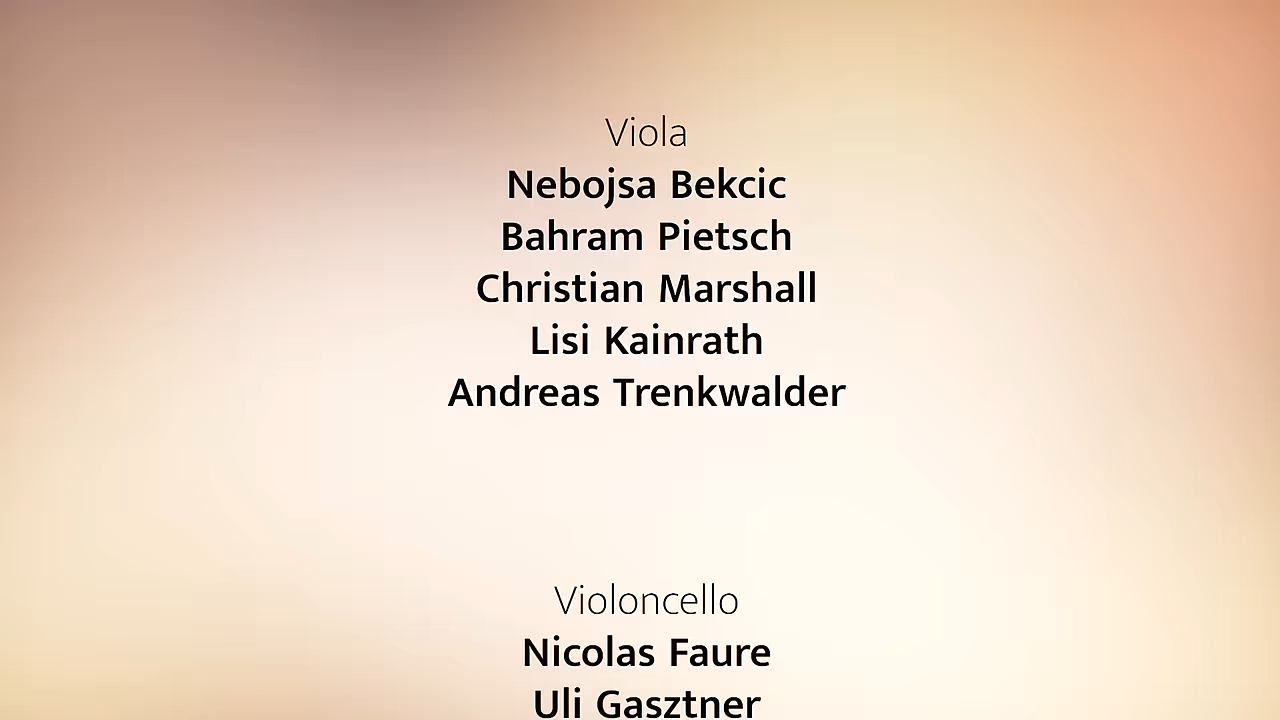 Viola
Nebojsa Bekcic
Bahram Pietsch
Christian Marshall
Lisi Kainrath
Andreas Trenkwalder
Violoncello
Nicolas Faure
Uli Gasztner